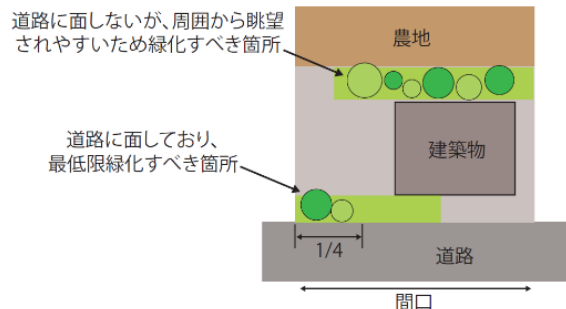 道路に面しないが、周囲から眺望
されやすいため緑化すべき箇所
農地
道路に面しており、
最低限緑化すべき箇所
建築物
1/4
道路
間口